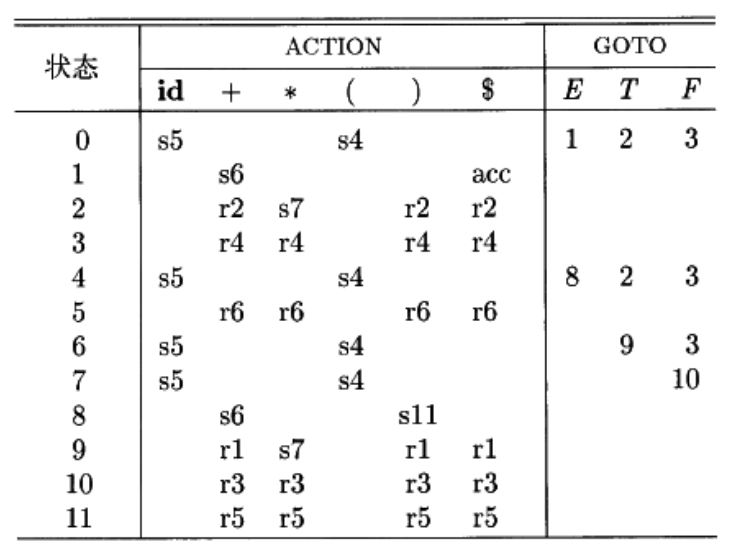 状态 ACTION GOTO
id + * ( ) $ E T F
0 s5 s4 1 2 3
1 s6 acc
2 r2 s7 r2 r2
3 r4 r4 r4 r4
4 s5 s4 8 2 3
5 r6 r6 r6 r6
6 s5 s4 9 3
7 s5 s4 10
8 s6 s11
9 r1 s7 r1 r1
10 r3 r3 r3 r3
11 r5 r5 r5 r5